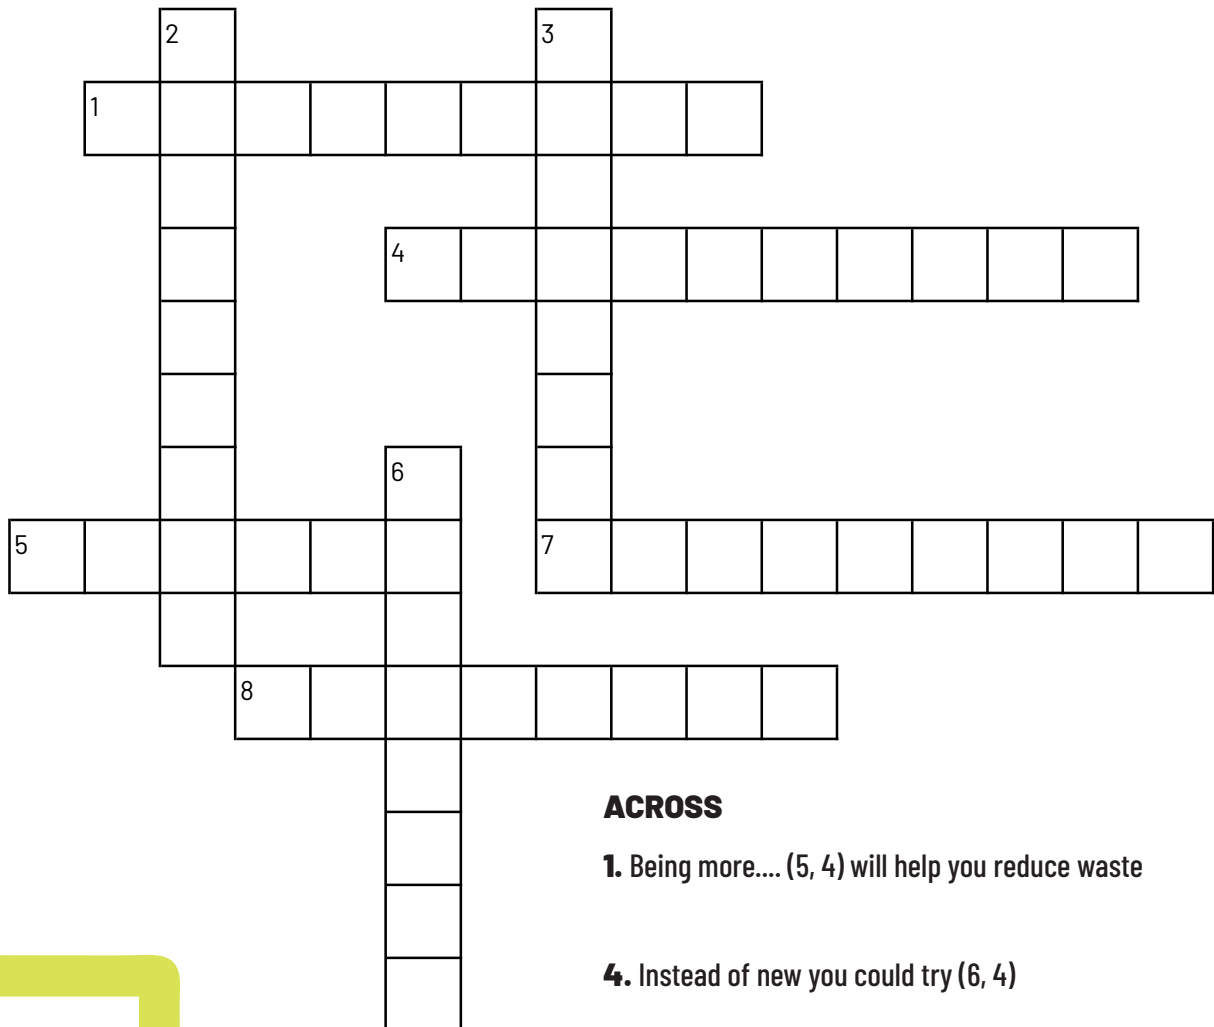 2 3
1
4
6
5 7
8
ACROSS
1. Being more.... (5, 4) will help you reduce waste
4. Instead of new you could try (6, 4)